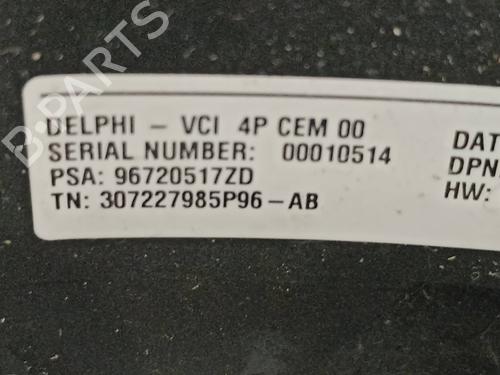 B-PARTS
DELPHI - VCI 4P CEM 00
SERIAL NUMBER: 00010514
PSA: 96720517ZD
TN: 307227985P96-AB
DAT
DPN
HW: